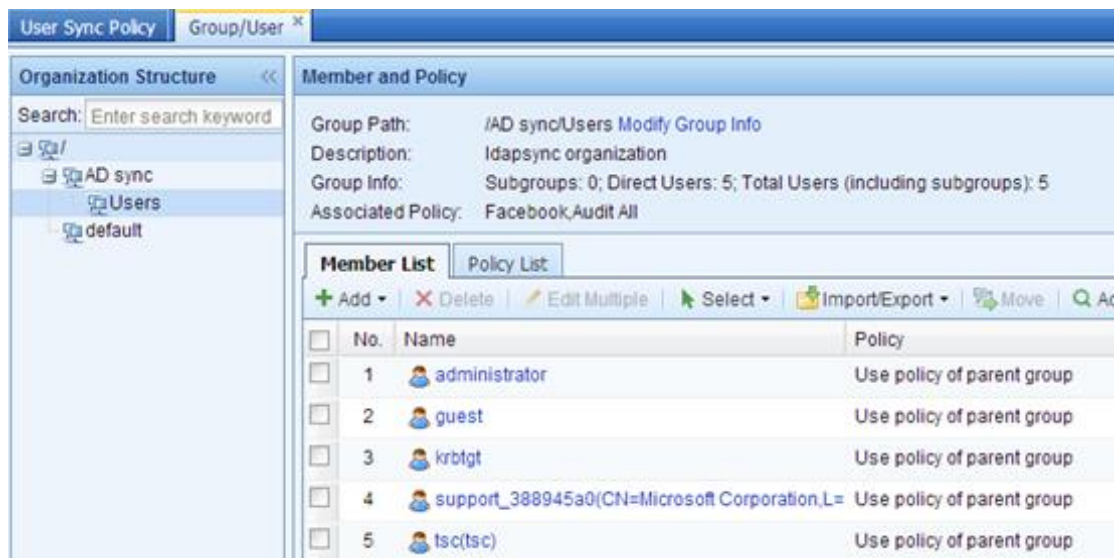 User Sync Policy
Group/User
Organization Structure
Search: Enter search keyword
/
AD sync
Users
default
Member and Policy
Group Path: /AD sync/Users Modify Group Info
Description: ldapsync organization
Group Info: Subgroups: 0; Direct Users: 5; Total Users (including subgroups): 5
Associated Policy: Facebook,Audit All
Member List
Policy List
Add Delete Edit Multiple Select Import/Export Move
No. Name Policy
1 administrator Use policy of parent group
2 guest Use policy of parent group
3 krbtgt Use policy of parent group
4 support_388945a0(CN=Microsoft Corporation,L= Use policy of parent group
5 tsc(tsc) Use policy of parent group